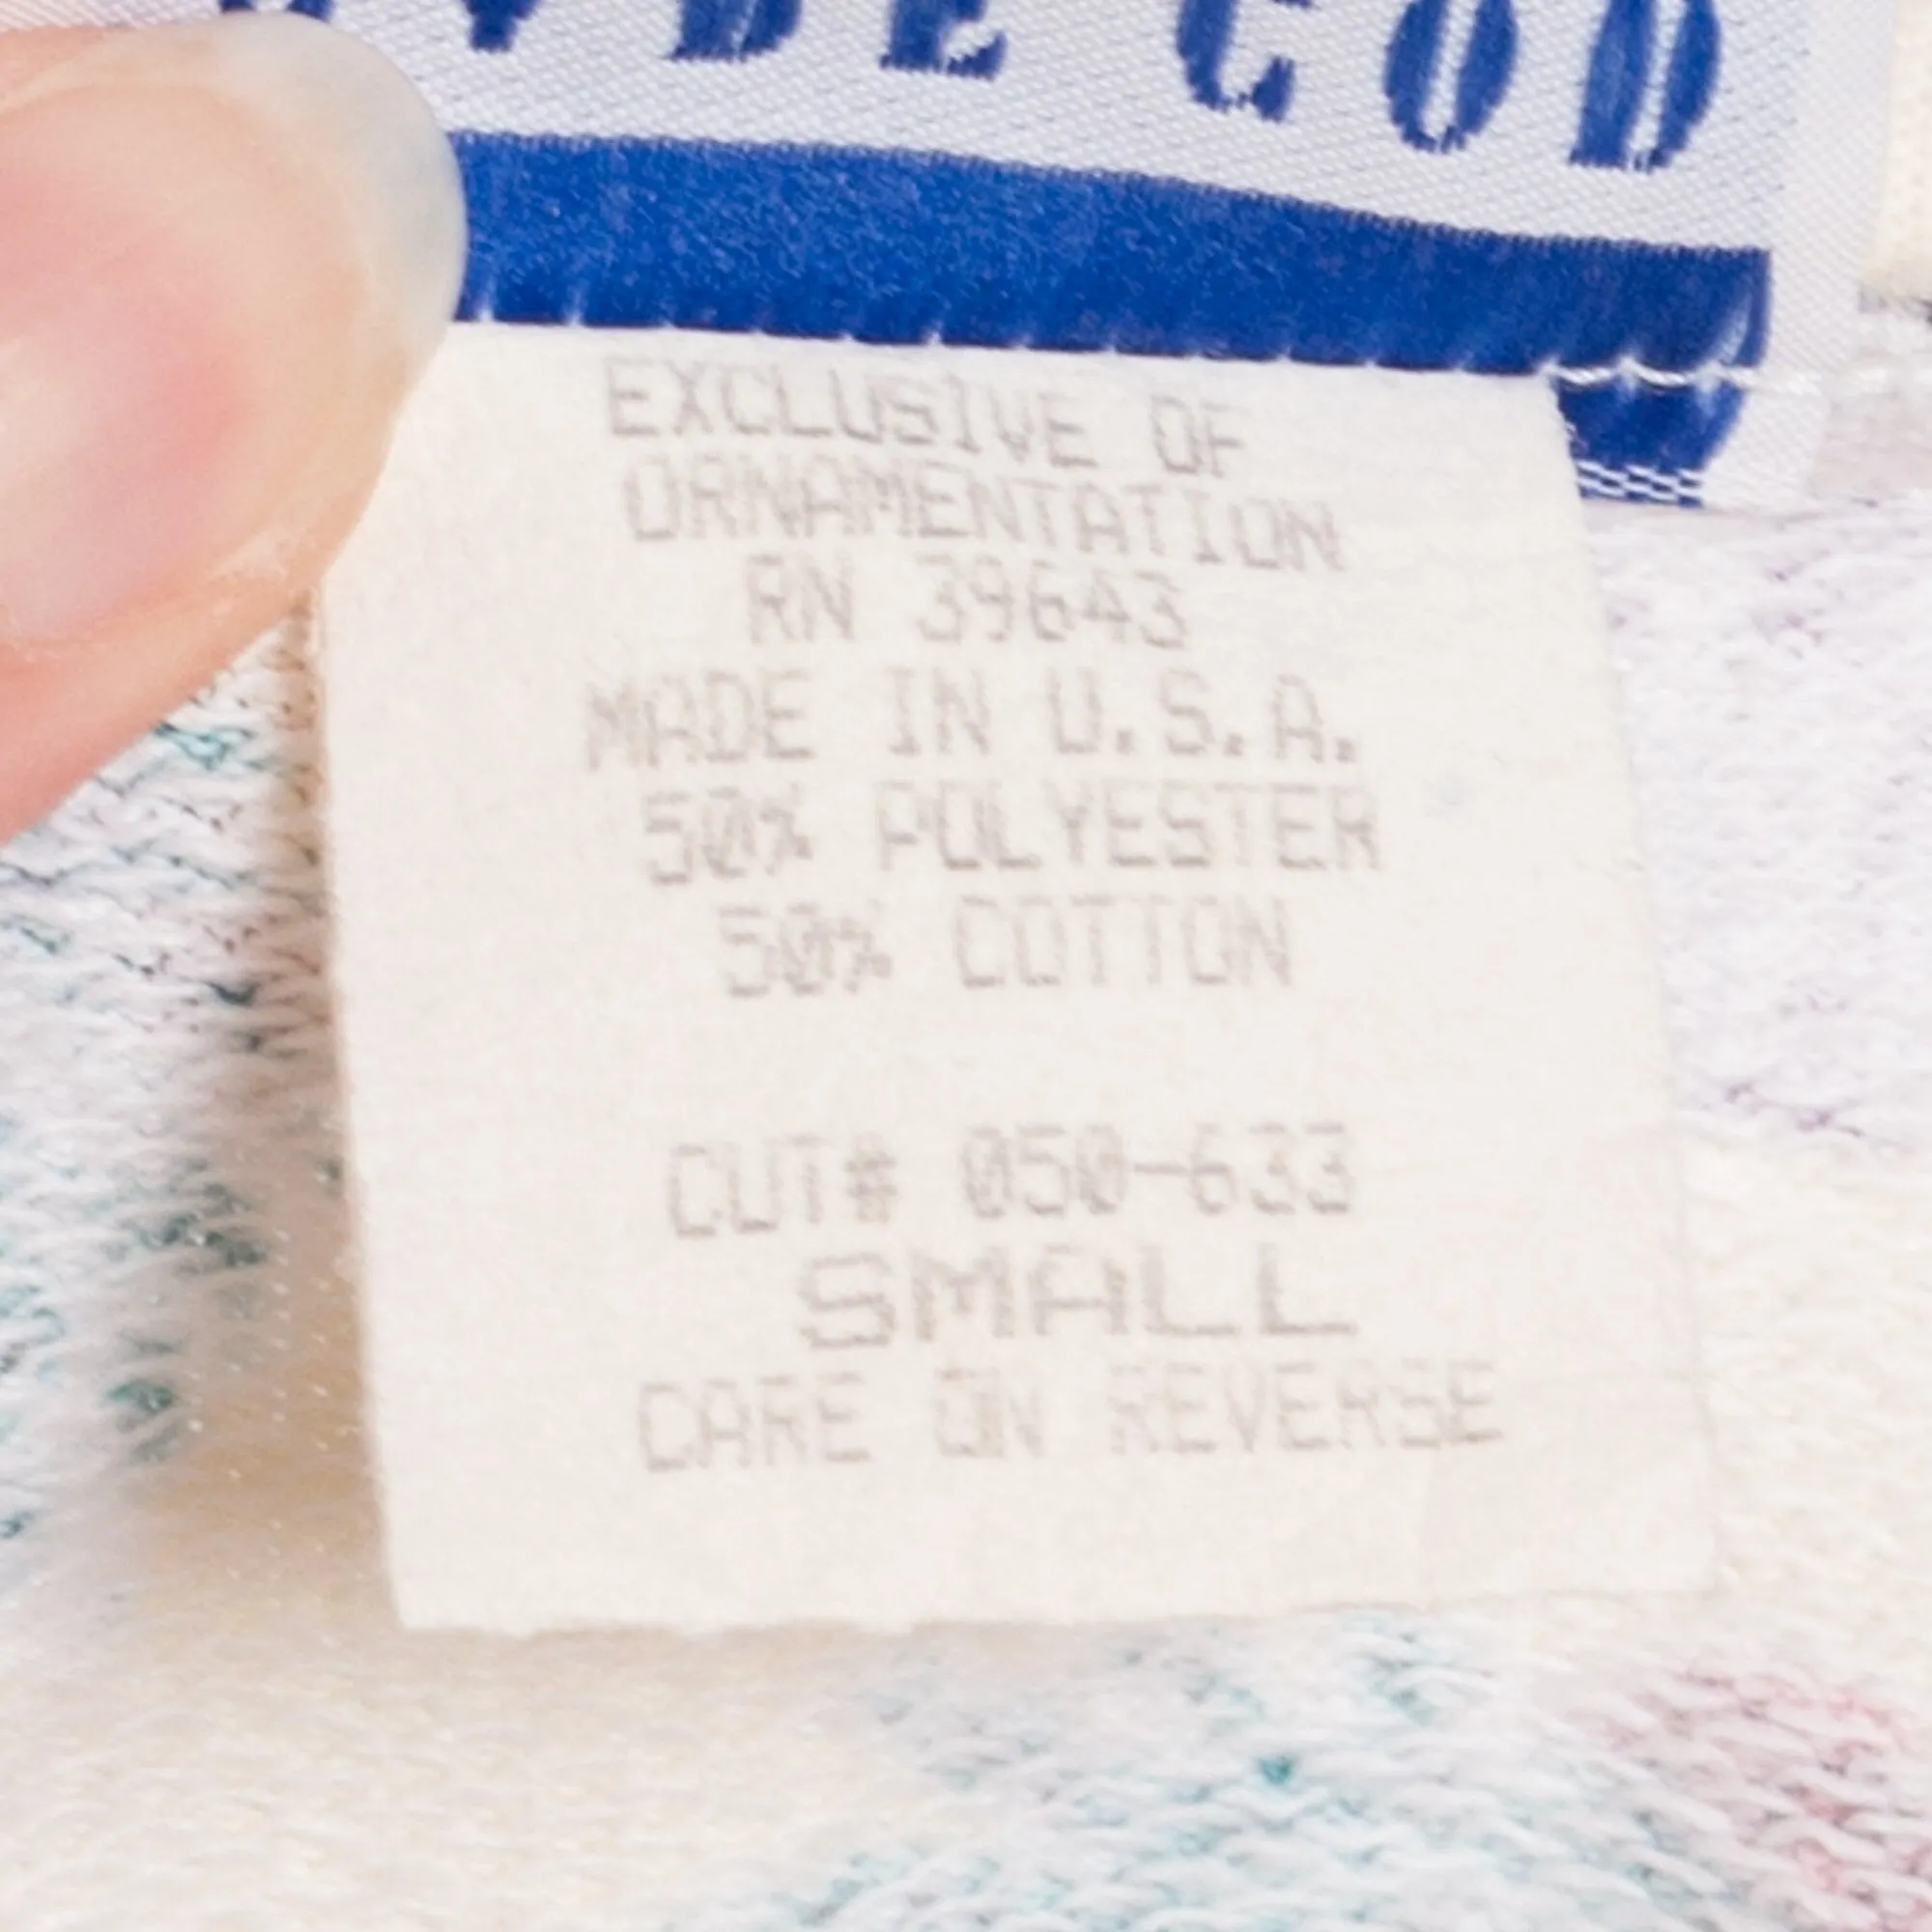 EXCLUSIVE OF
ORNAMENTATION
RN 39643
MADE IN U.S.A.
50% POLYESTER
50% COTTON
CUT# 050-633
SMALL
CARE ON REVERSE